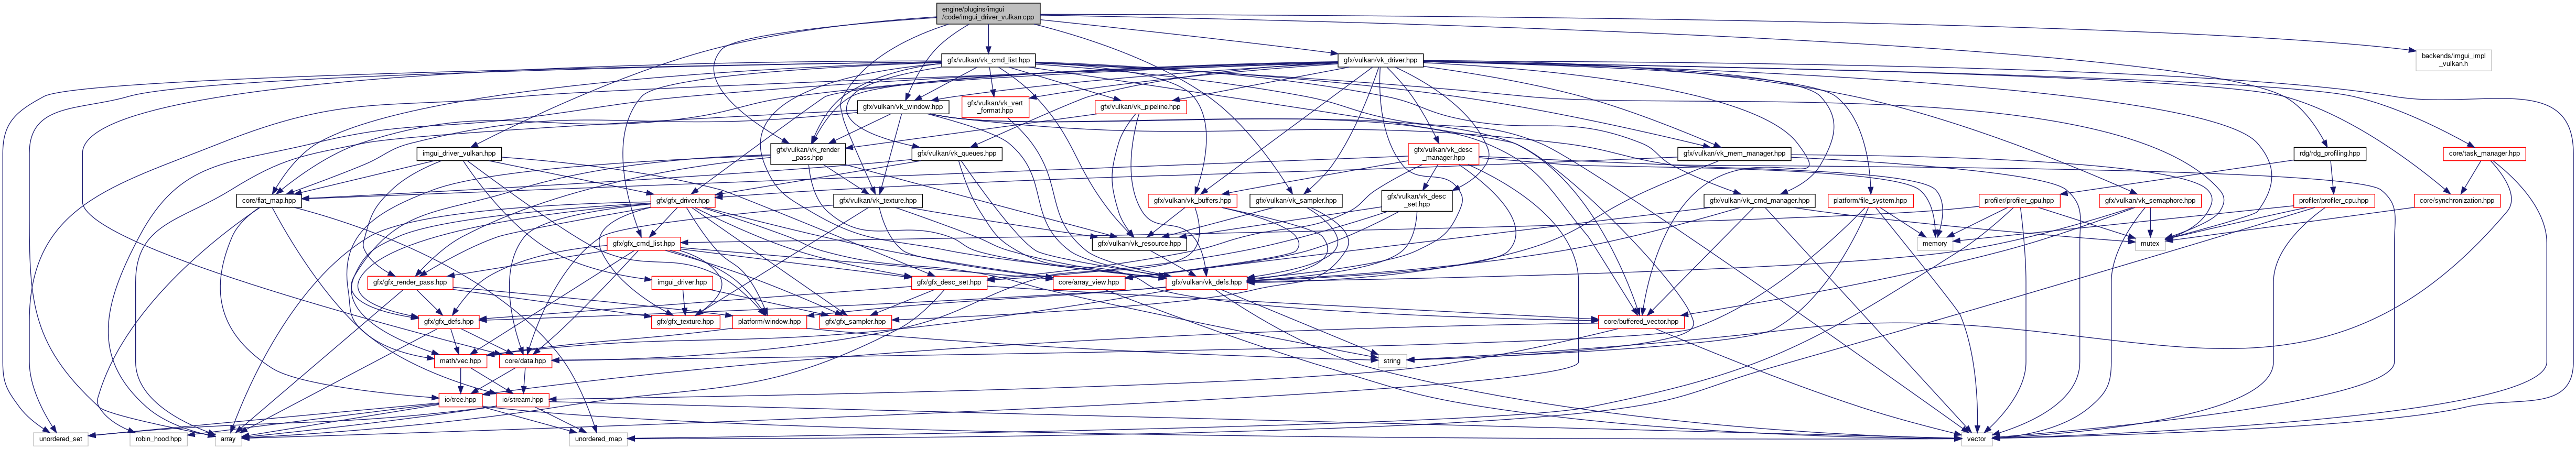 engine/plugins/imgui
/code/imgui_driver_vulkan.cpp
gfx/vulkan/vk_cmd_list.hpp
gfx/vulkan/vk_driver.hpp
backends/imgui_impl
_vulkan.h
gfx/vulkan/vk_window.hpp
gfx/vulkan/vk_vert
_format.hpp
gfx/vulkan/vk_pipeline.hpp
imgui_driver_vulkan.hpp
gfx/vulkan/vk_render
_pass.hpp
gfx/vulkan/vk_queues.hpp
gfx/vulkan/vk_desc
_manager.hpp
gfx/vulkan/vk_mem_manager.hpp
rdg/rdg_profiling.hpp
core/task_manager.hpp
core/flat_map.hpp
gfx/gfx_driver.hpp
gfx/vulkan/vk_texture.hpp
gfx/vulkan/vk_buffers.hpp
gfx/vulkan/vk_sampler.hpp
gfx/vulkan/vk_desc
_set.hpp
gfx/vulkan/vk_cmd_manager.hpp
platfrom/file_system.hpp
profiler/profiler_gpu.hpp
gfx/vulkan/vk_semaphore.hpp
profiler/profiler_cpu.hpp
core/synchronization.hpp
gfx/gfx_cmd_list.hpp
gfx/vulkan/vk_resource.hpp
memory
mutex
gfx/gfx_render_pass.hpp
imgui_driver.hpp
gfx/gfx_desc_set.hpp
core/array_view.hpp
gfx/vulkan/vk_defs.hpp
gfx/gfx_defs.hpp
gfx/gfx_texture.hpp
platform/window.hpp
gfx/gfx_sampler.hpp
core/buffered_vector.hpp
math/vec.hpp
core/data.hpp
string
io/tree.hpp
io/stream.hpp
unordered_set
robin_hood.hpp
array
unordered_map
vector